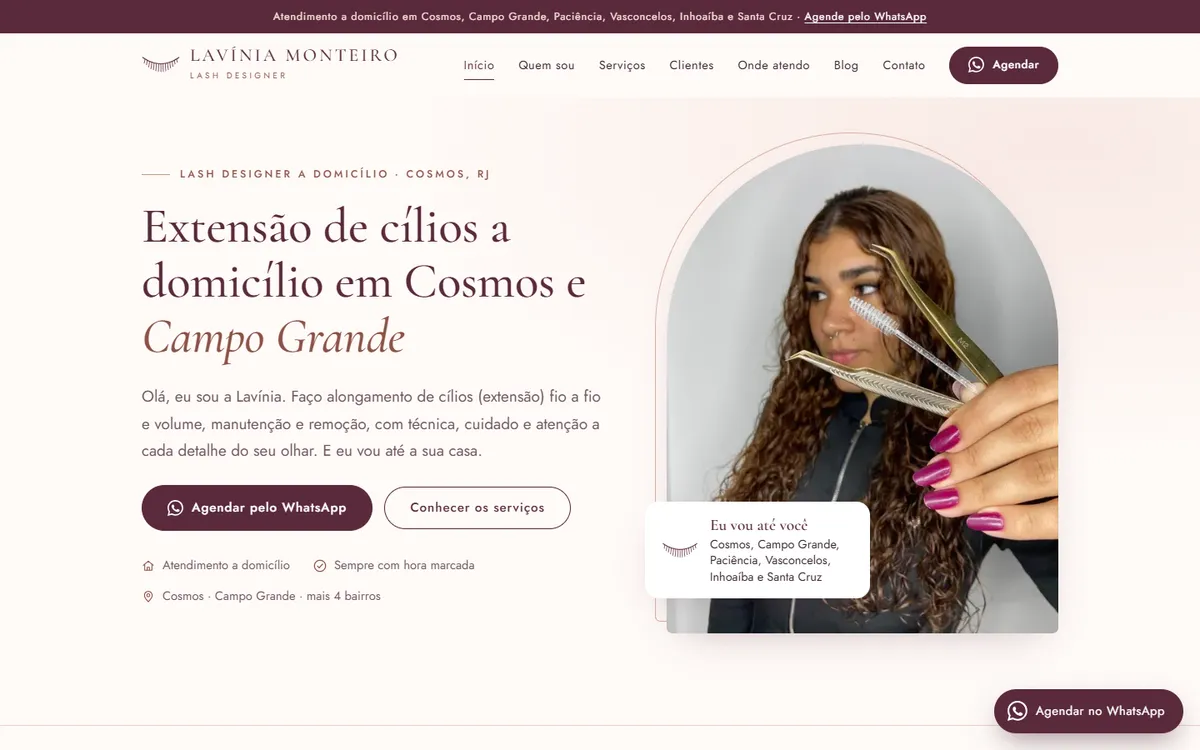 Atendimento a domicílio em Cosmos, Campo Grande, Paciência, Vasconcelos, Inhoaíba e Santa Cruz · Agende pelo WhatsApp
LAVÍNIA MONTEIRO
LASH DESIGNER
Início
Quem sou
Serviços
Clientes
Onde atendo
Blog
Contato
Agendar
LASH DESIGNER A DOMICÍLIO · COSMOS, RJ
Extensão de cílios a
domicílio em Cosmos e
Campo Grande
Olá, eu sou a Lavínia. Faço alongamento de cílios (extensão) fio a fio
e volume, manutenção e remoção, com técnica, cuidado e atenção a
cada detalhe do seu olhar. E eu vou até a sua casa.
Agendar pelo WhatsApp
Conhecer os serviços
Atendimento a domicílio
Sempre com hora marcada
Cosmos · Campo Grande · mais 4 bairros
Eu vou até você
Cosmos, Campo Grande,
Paciência, Vasconcelos,
Inhoaíba e Santa Cruz
Agendar no WhatsApp